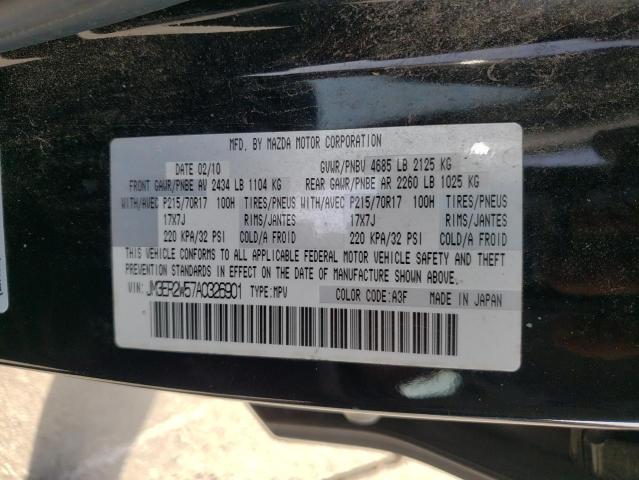 MFD. BY MAZDA MOTOR CORPORATION
DATE 02/10 GVWR/PNBV 4685 LB 2125 KG
FRONT GAWR/PNBE AV 2434 LB 1104 KG REAR GAWR/PNBE AR 2260 LB 1025 KG
WITH/AVEC P215/70R17 100H TIRES/PNEUS WITH/AVEC P215/70R17 100H TIRES/PNEUS
17X7J RIMS/JANTES 17X7J RIMS/JANTES
220 KPA/32 PSI COLD/A FROID 220 KPA/32 PSI COLD/A FROID
THIS VEHICLE CONFORMS TO ALL APPLICABLE FEDERAL MOTOR VEHICLE SAFETY AND THEFT
PREVENTION STANDARDS IN EFFECT ON THE DATE OF MANUFACTURE SHOWN ABOVE.
VIN: JM3ER2W57A0326901 TYPE:MPV COLOR CODE:A3F MADE IN JAPAN